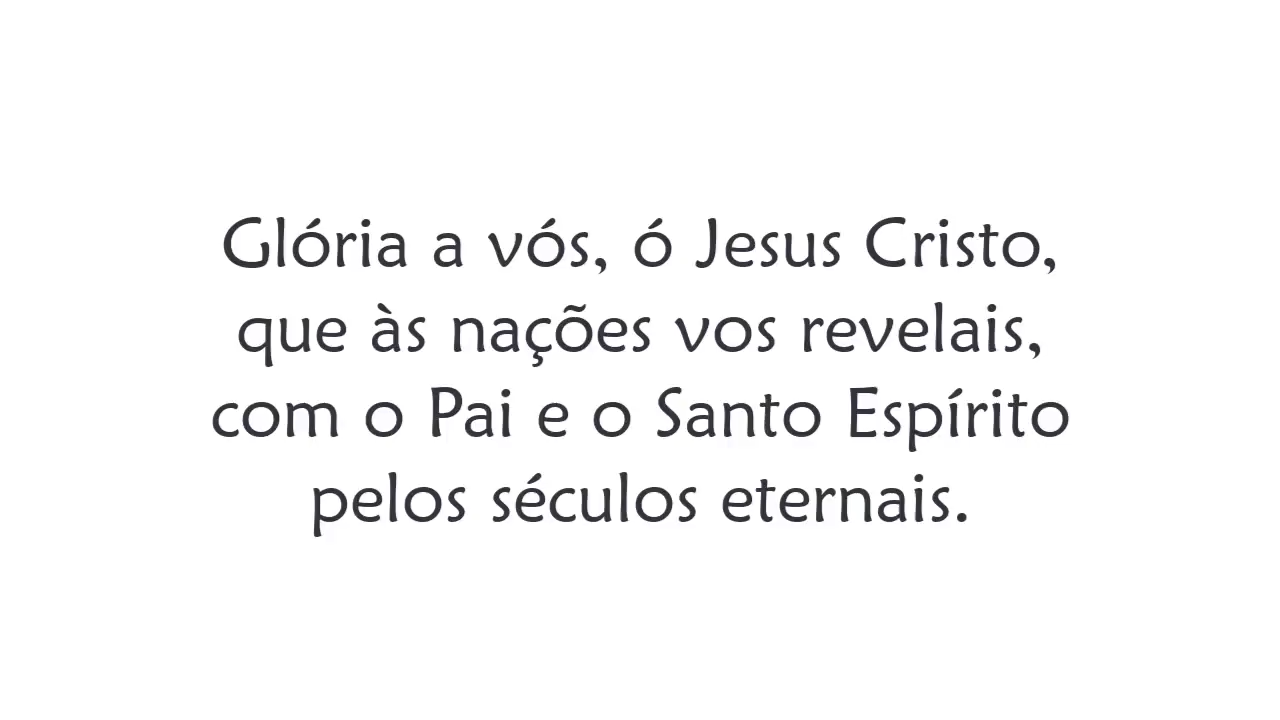 Glória a vós, ó Jesus Cristo,
que às nações vos revelais,
com o Pai e o Santo Espírito
pelos séculos eternais.